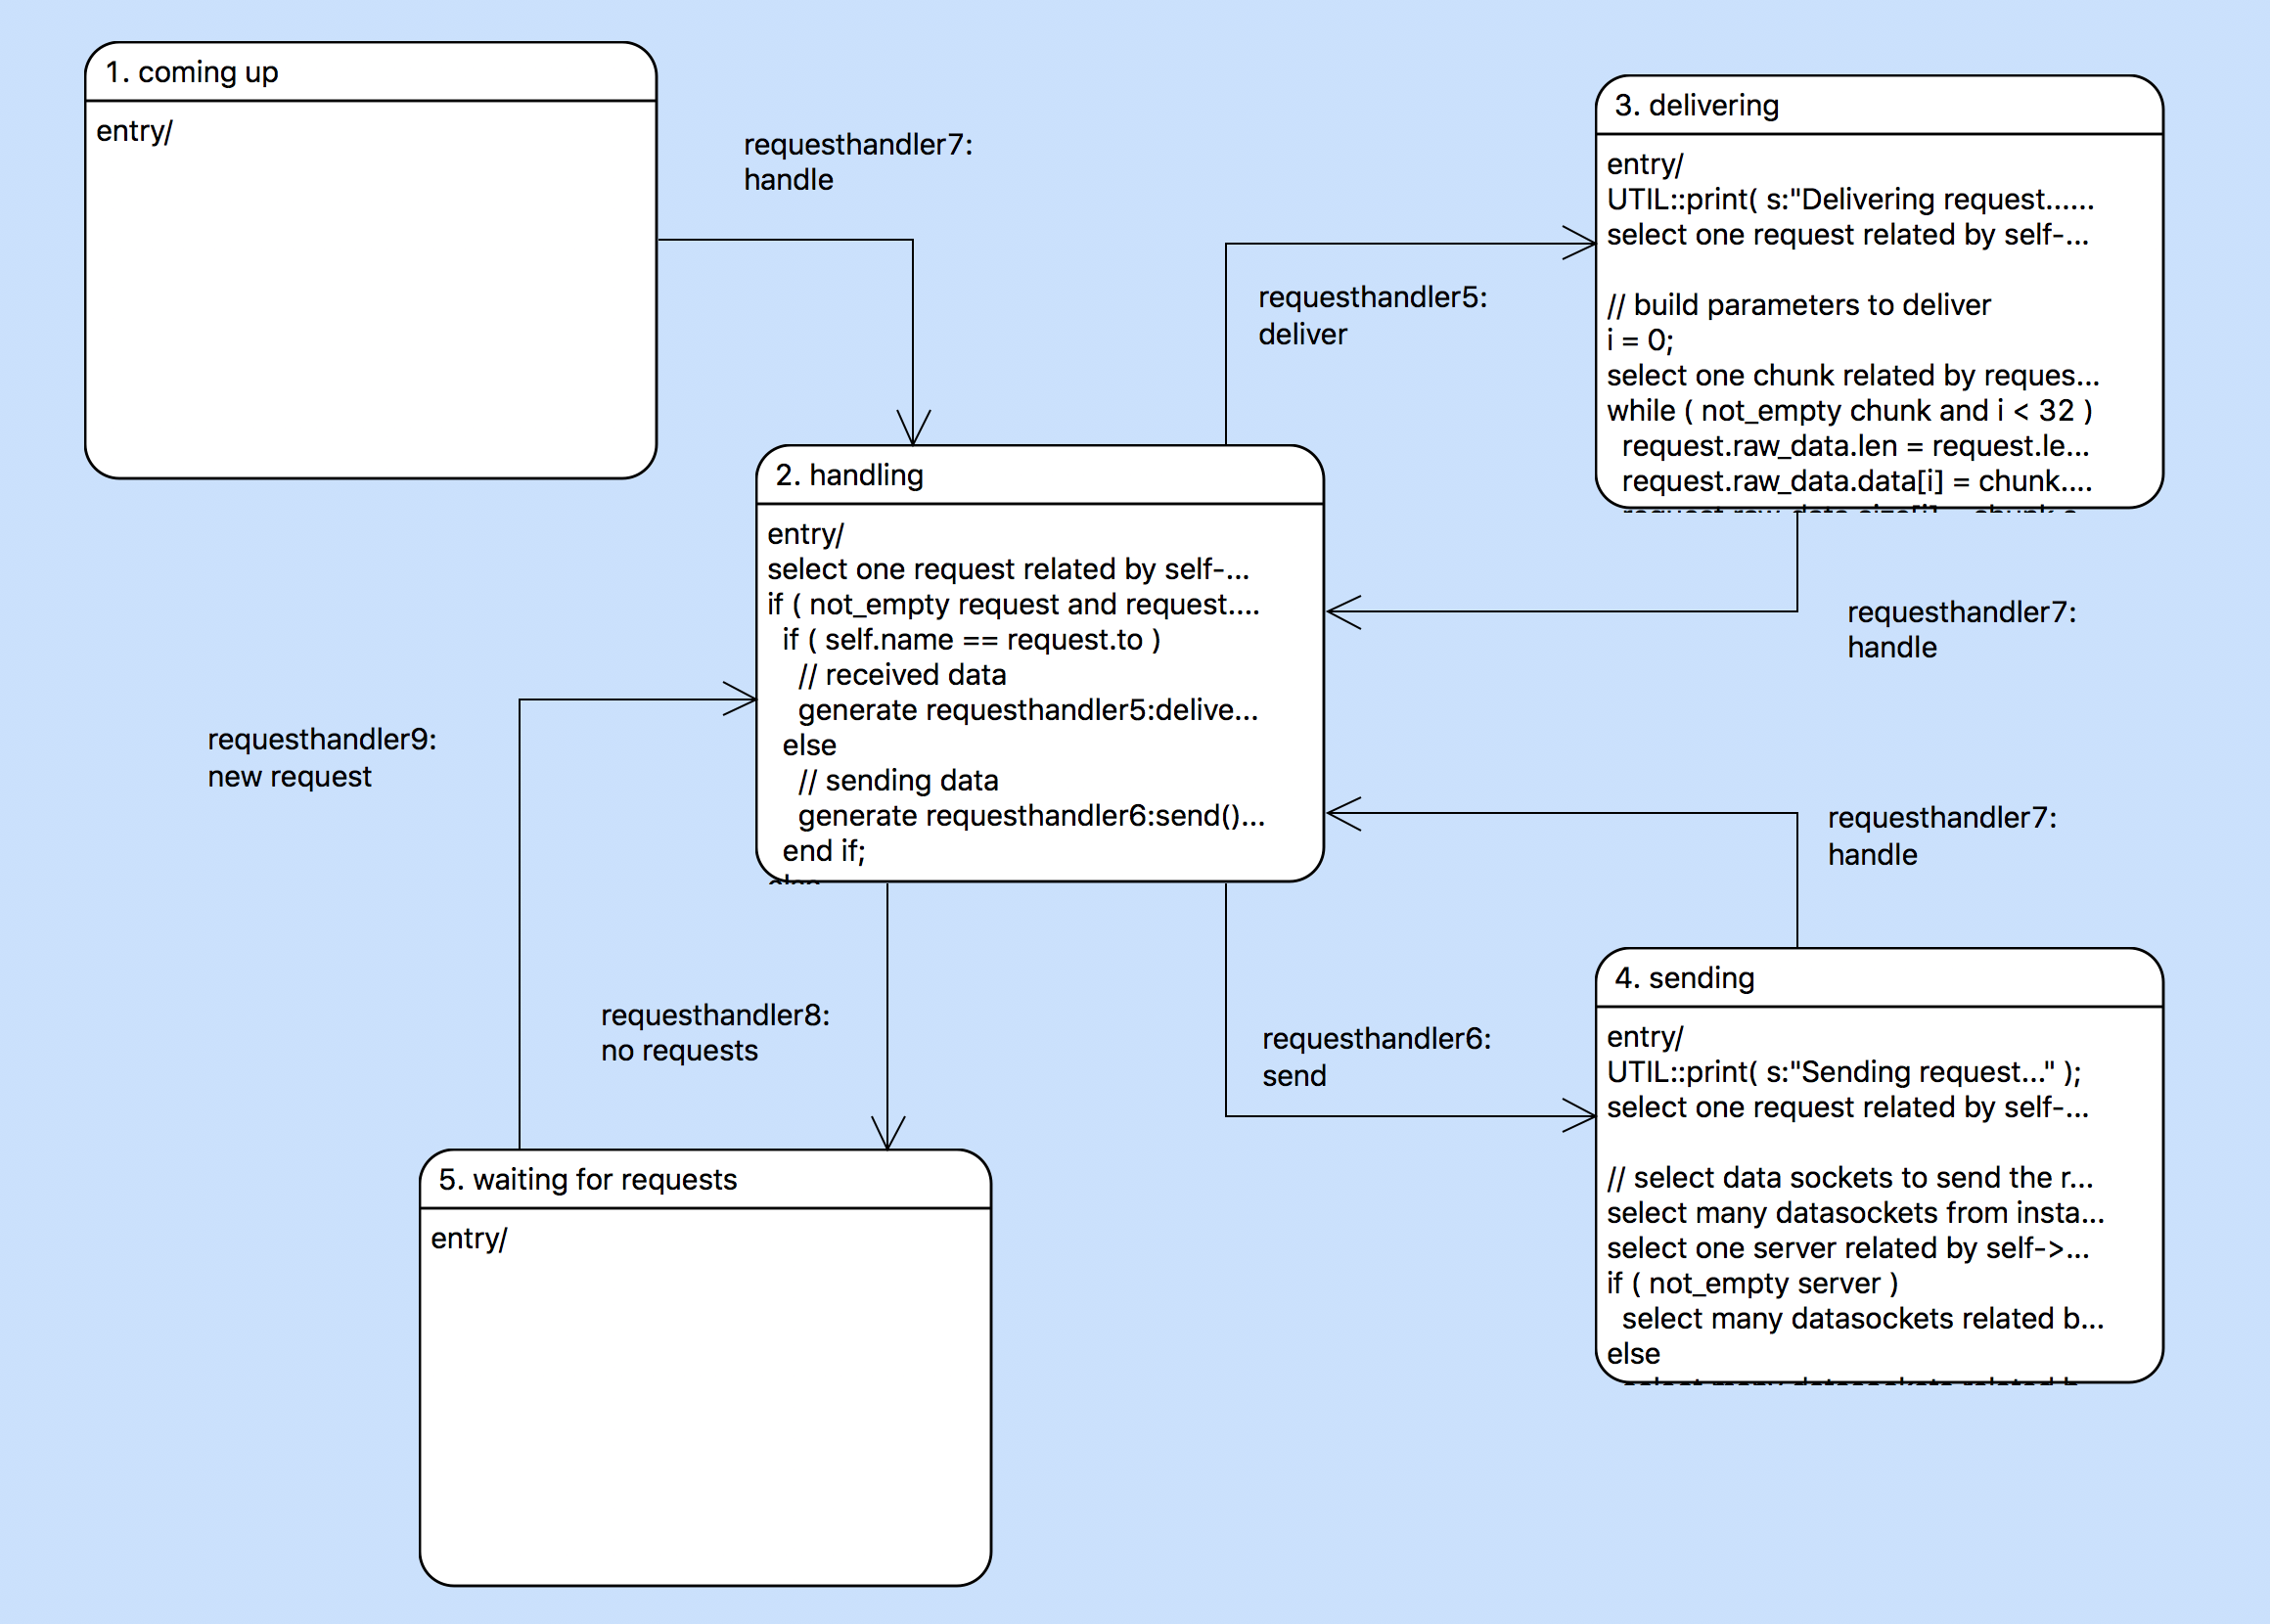 1. coming up
entry/
requesthandler7:
handle
3. delivering
entry/
UTIL::print( s:"Delivering request......
select one request related by self-...
// build parameters to deliver
i = 0;
select one chunk related by reques...
while ( not_empty chunk and i < 32 )
request.raw_data.len = request.le...
request.raw_data.data[i] = chunk....
requesthandler5:
deliver
2. handling
entry/
select one request related by self-...
if ( not_empty request and request....
if ( self.name == request.to )
// received data
generate requesthandler5:delive...
else
// sending data
generate requesthandler6:send()...
end if;
requesthandler7:
handle
requesthandler9:
new request
requesthandler7:
handle
requesthandler8:
no requests
requesthandler6:
send
4. sending
entry/
UTIL::print( s:"Sending request..." );
select one request related by self-...
// select data sockets to send the r...
select many datasockets from insta...
select one server related by self->...
if ( not_empty server )
select many datasockets related b...
else
5. waiting for requests
entry/